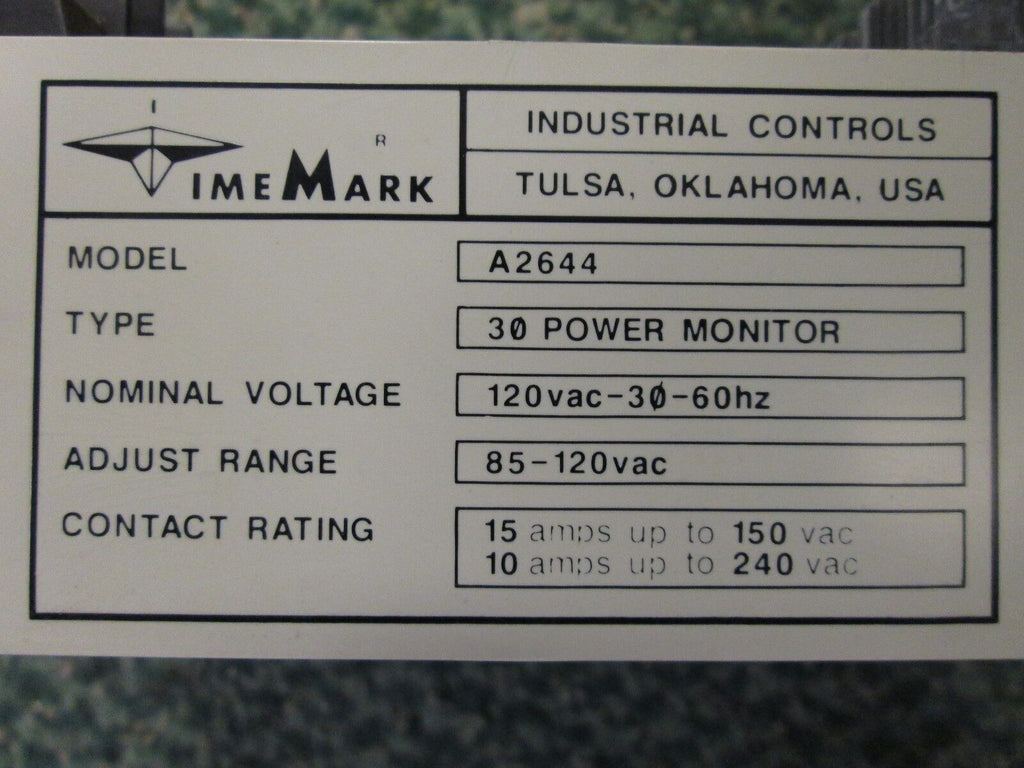 TIMEMARK R
INDUSTRIAL CONTROLS
TULSA, OKLAHOMA, USA
MODEL A2644
TYPE 3Ø POWER MONITOR
NOMINAL VOLTAGE 120vac-3Ø-60hz
ADJUST RANGE 85-120vac
CONTACT RATING 15 amps up to 150 vac
10 amps up to 240 vac